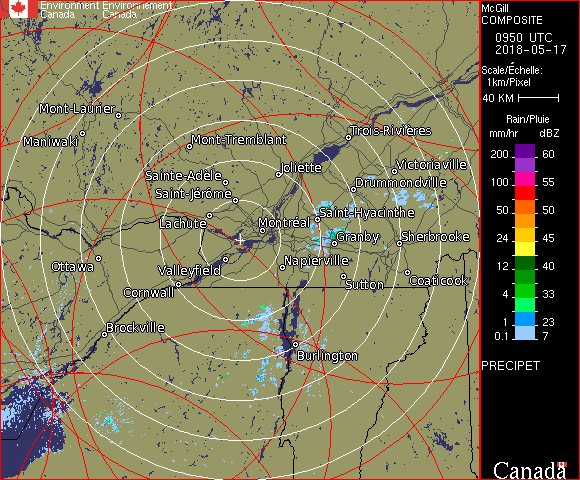 Environment Environnement
Canada Canada
McGill
COMPOSITE
0950 UTC
2018-05-17
Scale/Échelle:
1km/Pixel
40 KM
Rain/Pluie
mm/hr dBZ
200 60
100 55
50 50
24 45
12 40
4 33
1 23
0.1 7
PRECIPET
Canada
Mont-Laurier
Maniwaki
Mont-Tremblant
Trois-Rivières
Joliette
Victoriaville
Sainte-Adèle
Drummondville
Saint-Jérôme
Saint-Hyacinthe
Lachute
Montréal
Granby
Sherbrooke
Ottawa
Valleyfield
Napierville
Cornwall
Sutton
Coaticook
Brockville
Burlington